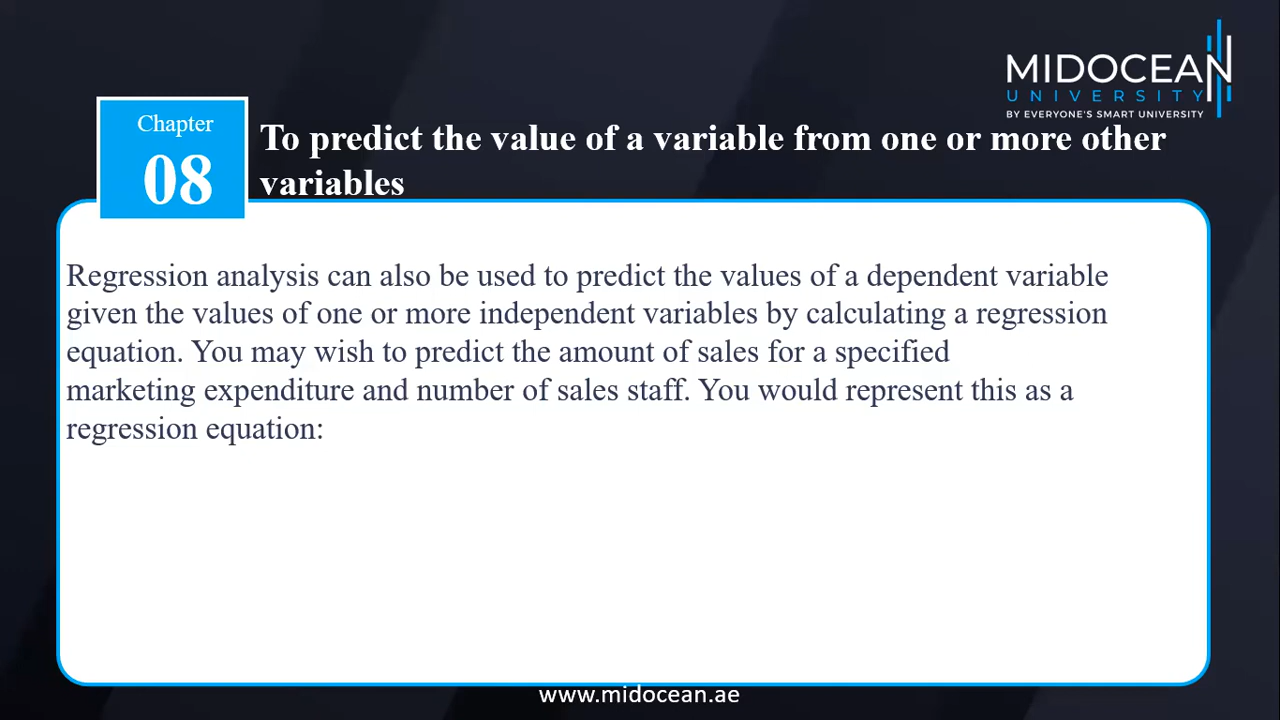 MIDOCEAN
UNIVERSITY
BY EVERYONE'S SMART UNIVERSITY
Chapter
08
To predict the value of a variable from one or more other
variables
Regression analysis can also be used to predict the values of a dependent variable
given the values of one or more independent variables by calculating a regression
equation. You may wish to predict the amount of sales for a specified
marketing expenditure and number of sales staff. You would represent this as a
regression equation:
www.midocean.ae